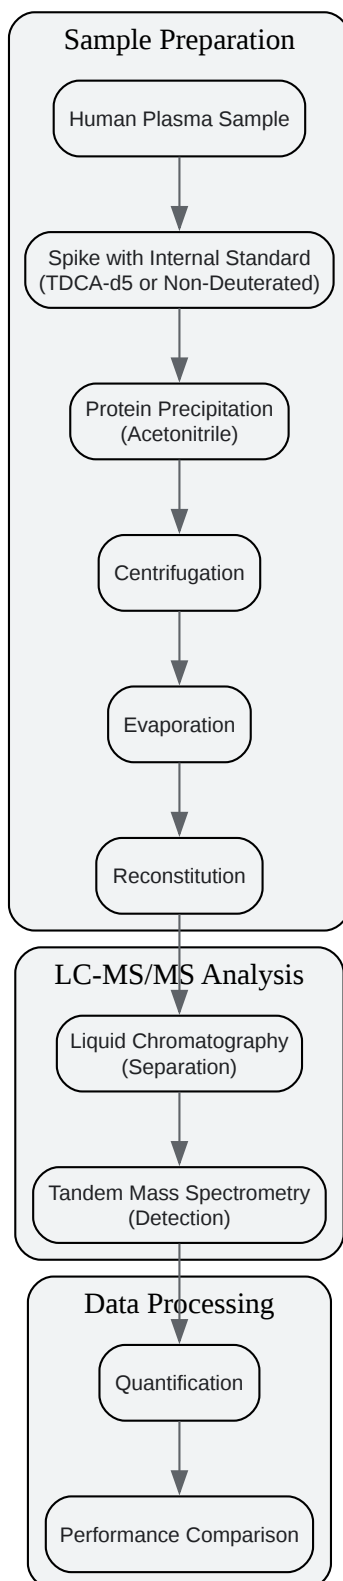 Sample Preparation
Human Plasma Sample
Spike with Internal Standard
(TDCA-d5 or Non-Deuterated)
Protein Precipitation
(Acetonitrile)
Centrifugation
Evaporation
Reconstitution
LC-MS/MS Analysis
Liquid Chromatography
(Separation)
Tandem Mass Spectrometry
(Detection)
Data Processing
Quantification
Performance Comparison